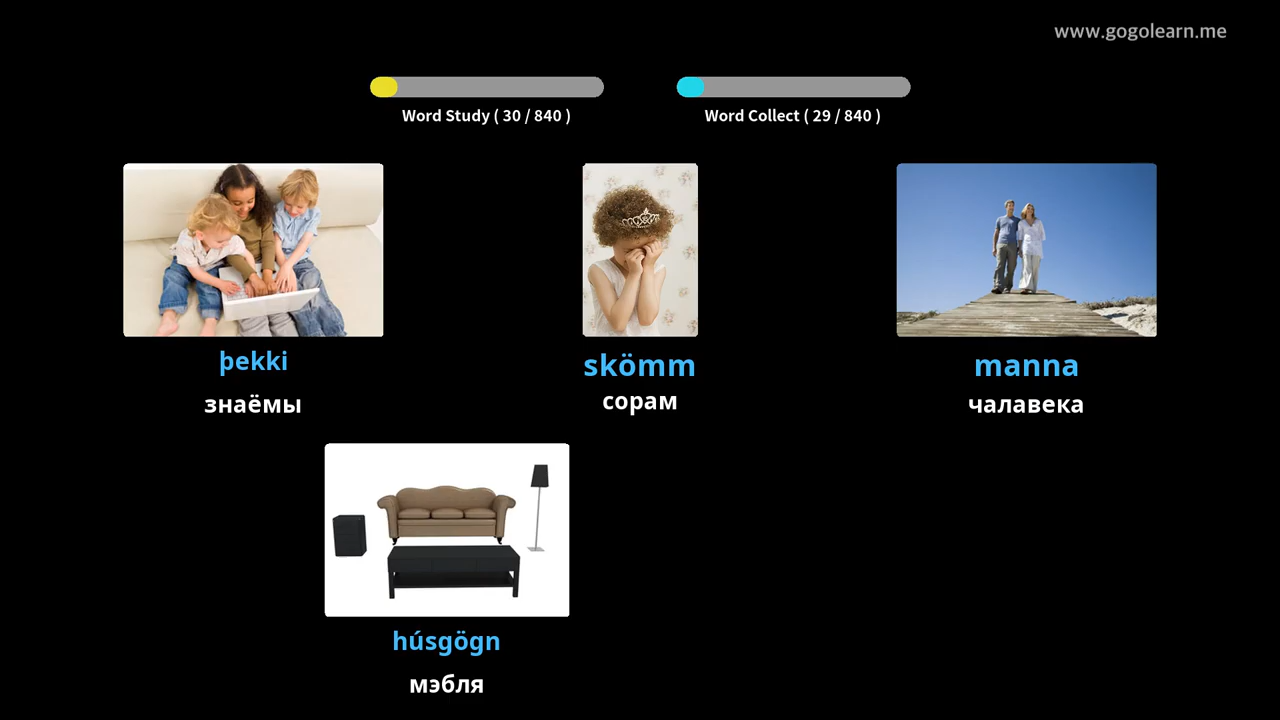 www.gogolearn.me
Word Study ( 30 / 840 )
Word Collect ( 29 / 840 )
þekki
знаёмы
skömm
сорам
manna
чалавека
húsgögn
мэбля